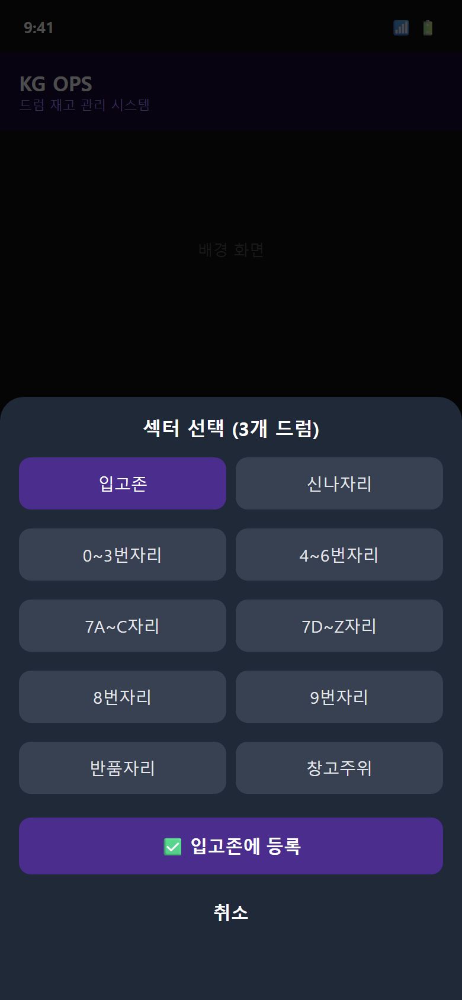 9:41
KG OPS
드럼 재고 관리 시스템
배경 화면
섹터 선택 (3개 드럼)
입고존
신나자리
0~3번자리
4~6번자리
7A~C자리
7D~Z자리
8번자리
9번자리
반품자리
창고주위
✅ 입고존에 등록
취소